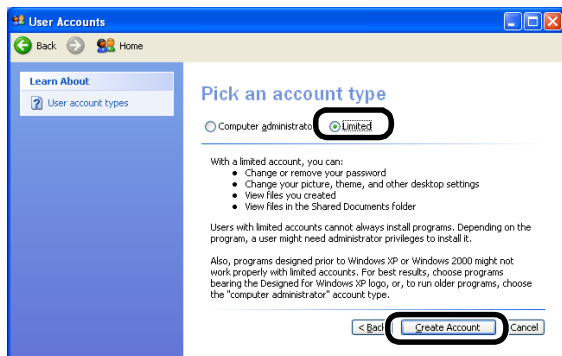 User Accounts
Back Home
Learn About
User account types
Pick an account type
Computer administrato Limited
With a limited account, you can:
• Change or remove your password
• Change your picture, theme, and other desktop settings
• View files you created
• View files in the Shared Documents folder
Users with limited accounts cannot always install programs. Depending on the
program, a user might need administrator privileges to install it.
Also, programs designed prior to Windows XP or Windows 2000 might not
work properly with limited accounts. For best results, choose programs
bearing the Designed for Windows XP logo, or, to run older programs, choose
the "computer administrator" account type.
< Back Create Account Cancel